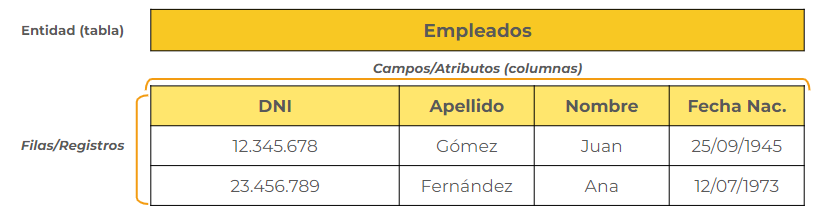 Entidad (tabla) Empleados
Campos/Atributos (columnas)
DNI Apellido Nombre Fecha Nac.
Filas/Registros
12.345.678 Gómez Juan 25/09/1945
23.456.789 Fernández Ana 12/07/1973